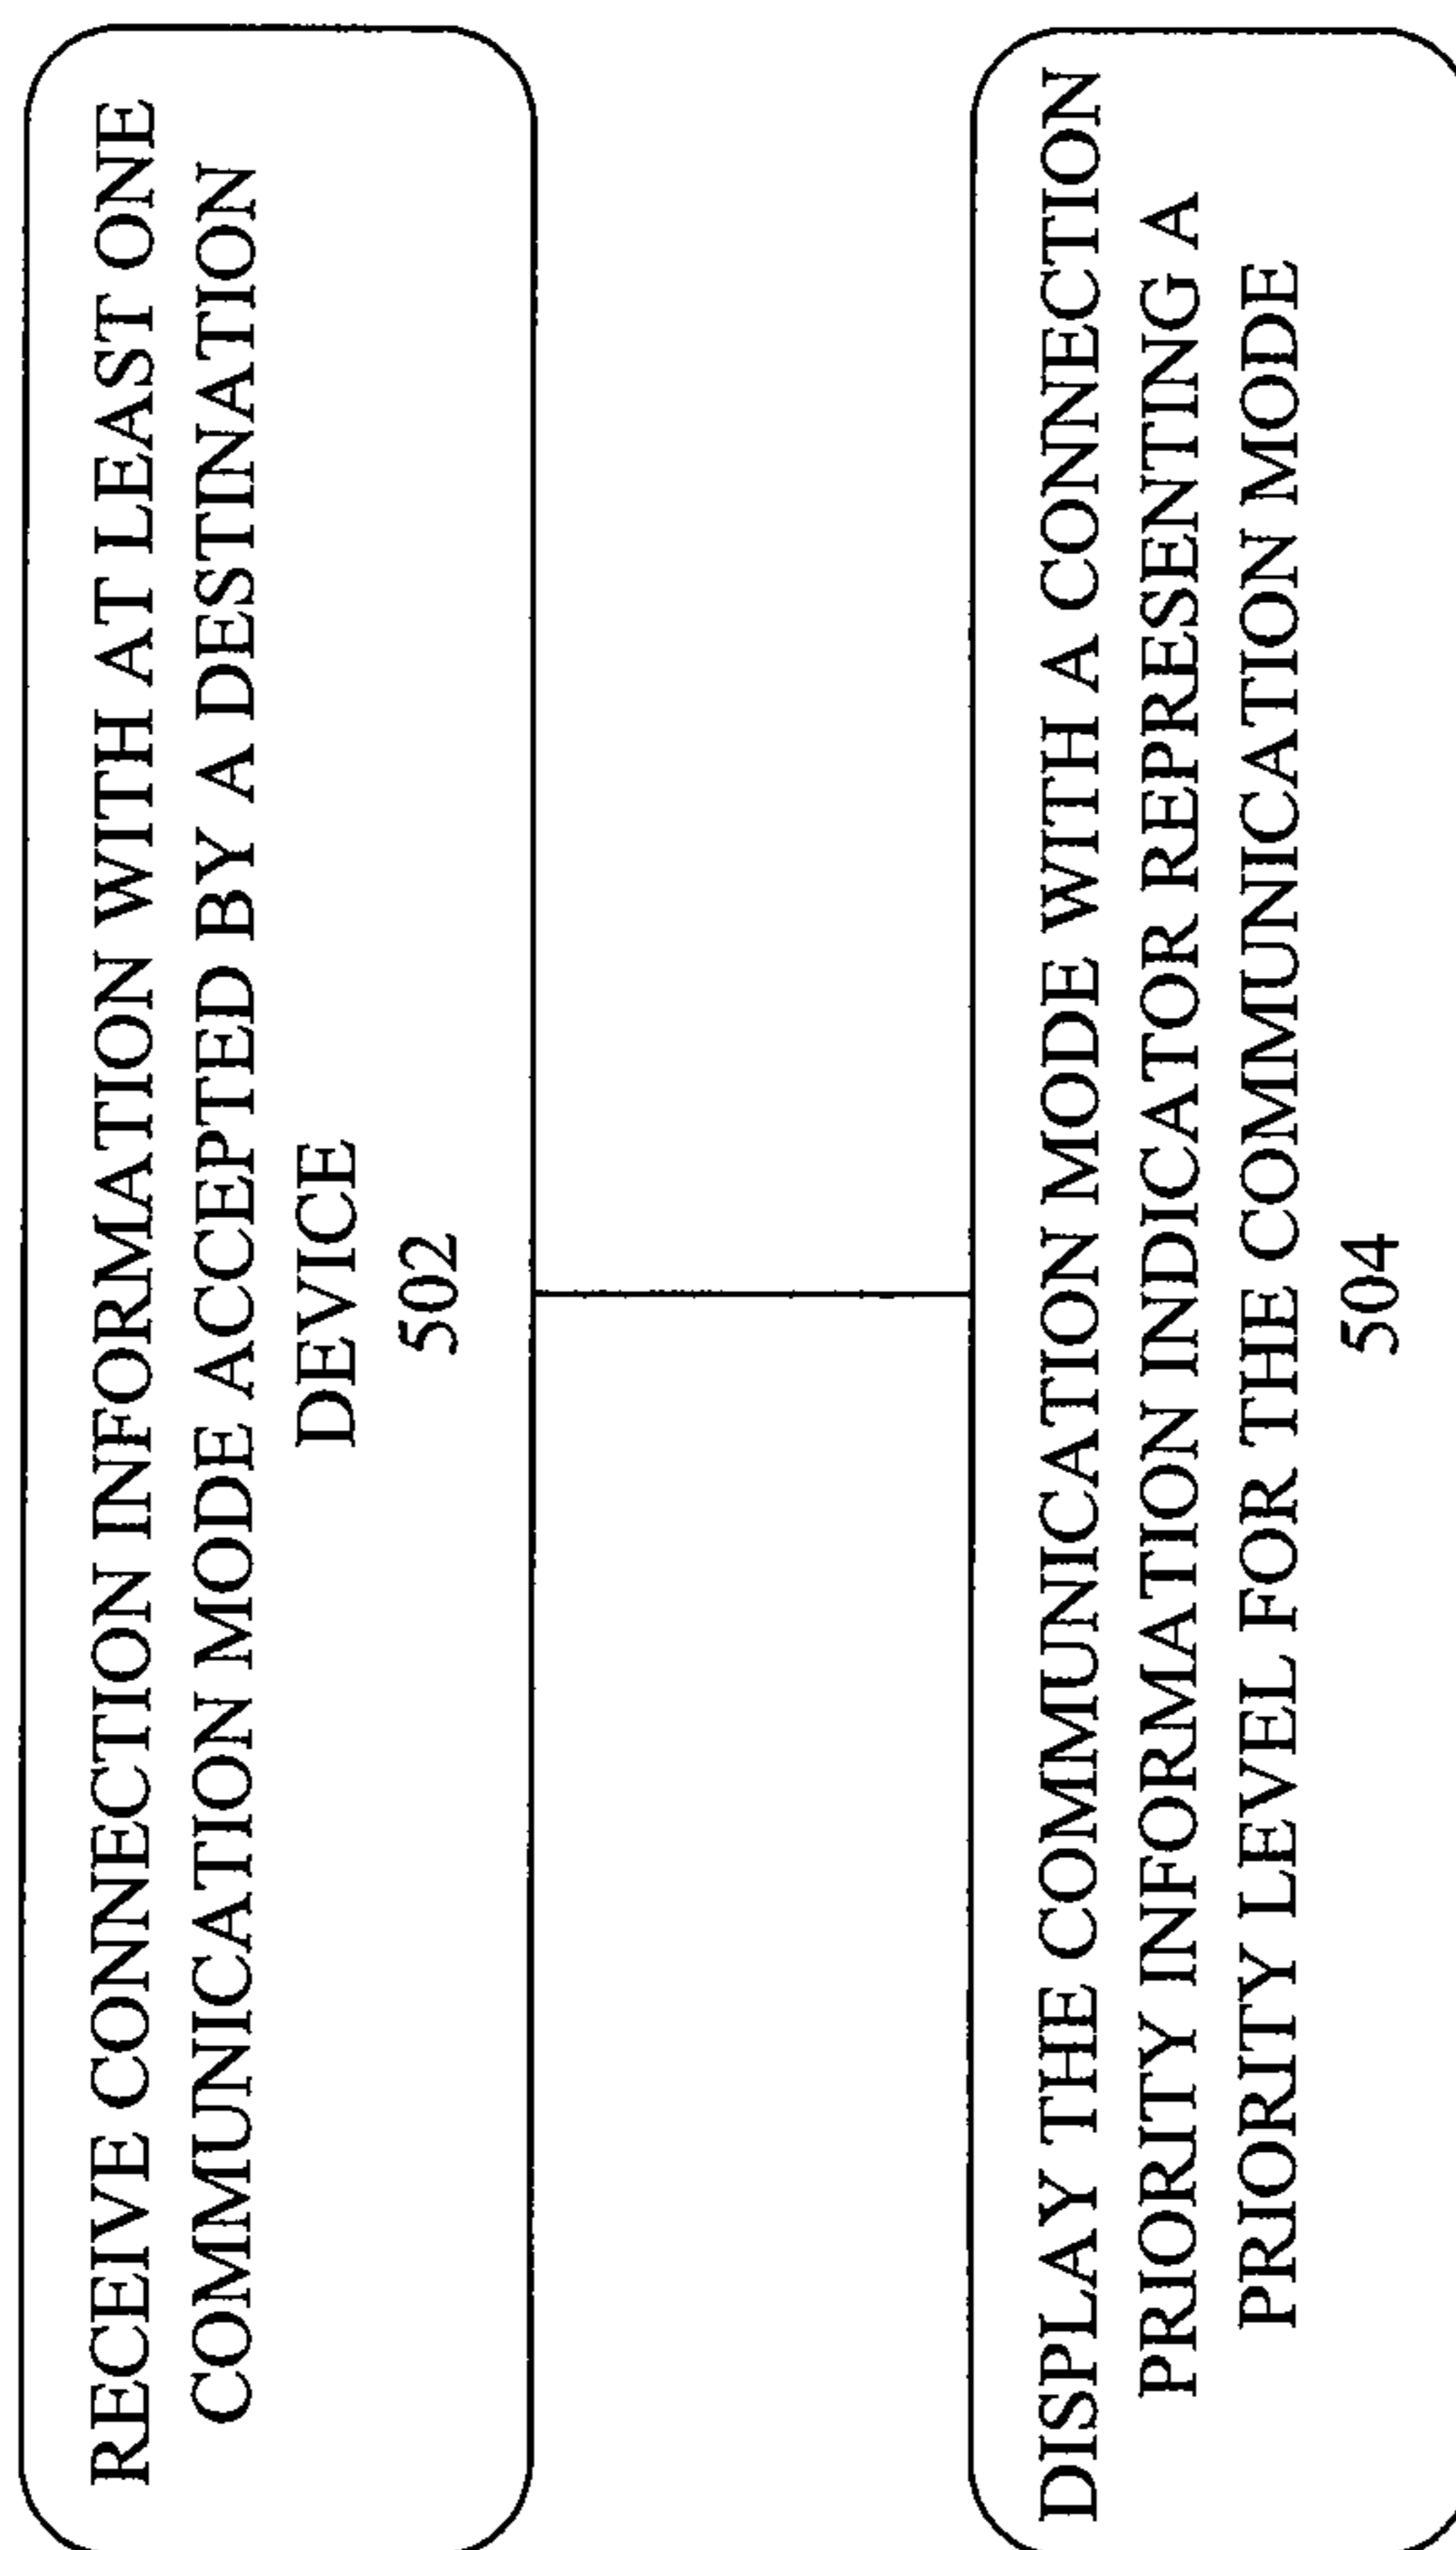 RECEIVE CONNECTION INFORMATION WITH AT LEAST ONE
COMMUNICATION MODE ACCEPTED BY A DESTINATION
DEVICE
502
DISPLAY THE COMMUNICATION MODE WITH A CONNECTION
PRIORITY INFORMATION INDICATOR REPRESENTING A
PRIORITY LEVEL FOR THE COMMUNICATION MODE
504